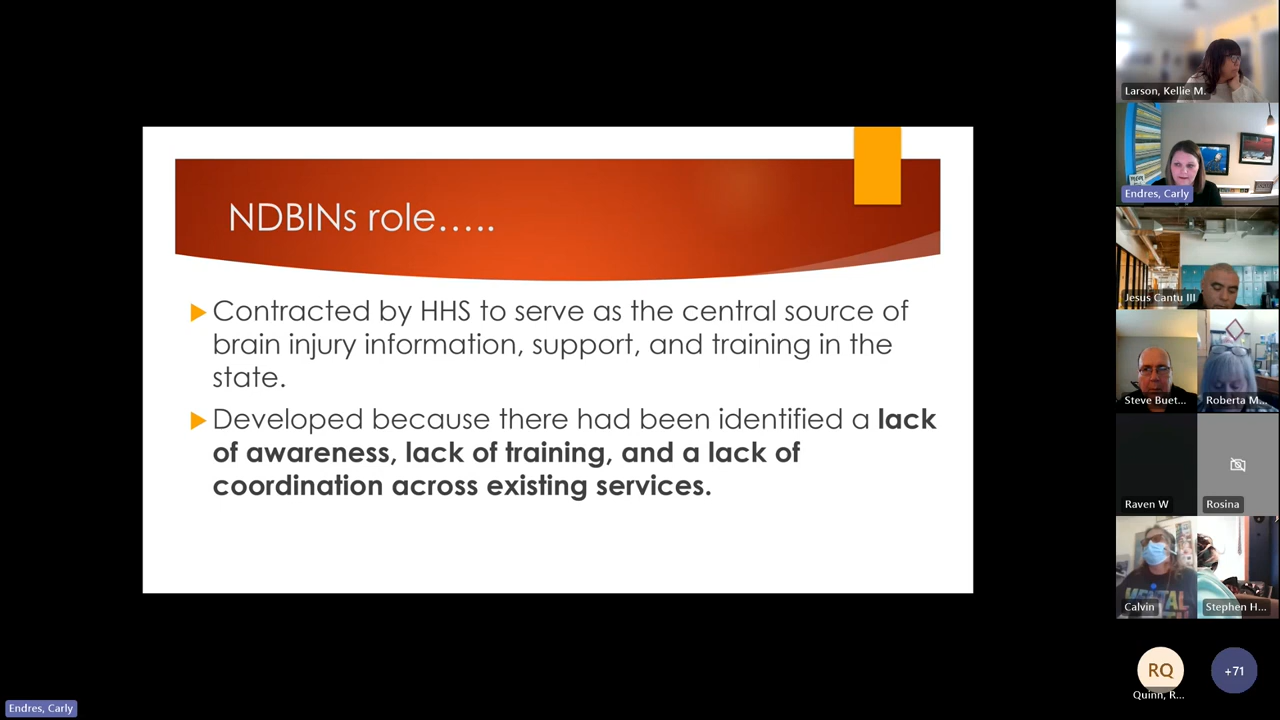 NDBINs role.....
Contracted by HHS to serve as the central source of
brain injury information, support, and training in the
state.
Developed because there had been identified a lack
of awareness, lack of training, and a lack of
coordination across existing services.
Larson, Kellie M.
Endres, Carly
Jesus Cantu III
Steve Buet...
Roberta M...
Raven W
Rosina
Calvin
Stephen H...
RQ
Quinn, R...
+71
Endres, Carly